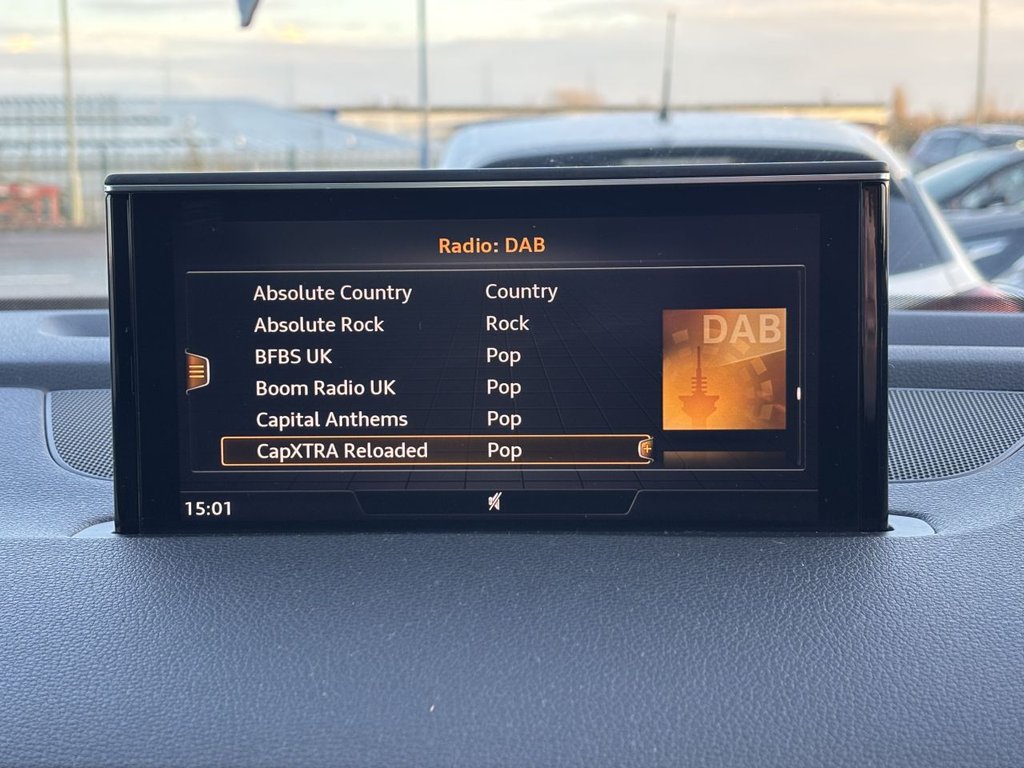 Radio: DAB
Absolute Country Country
Absolute Rock Rock
BFBS UK Pop
Boom Radio UK Pop
Capital Anthems Pop
CapXTRA Reloaded Pop
DAB
15:01